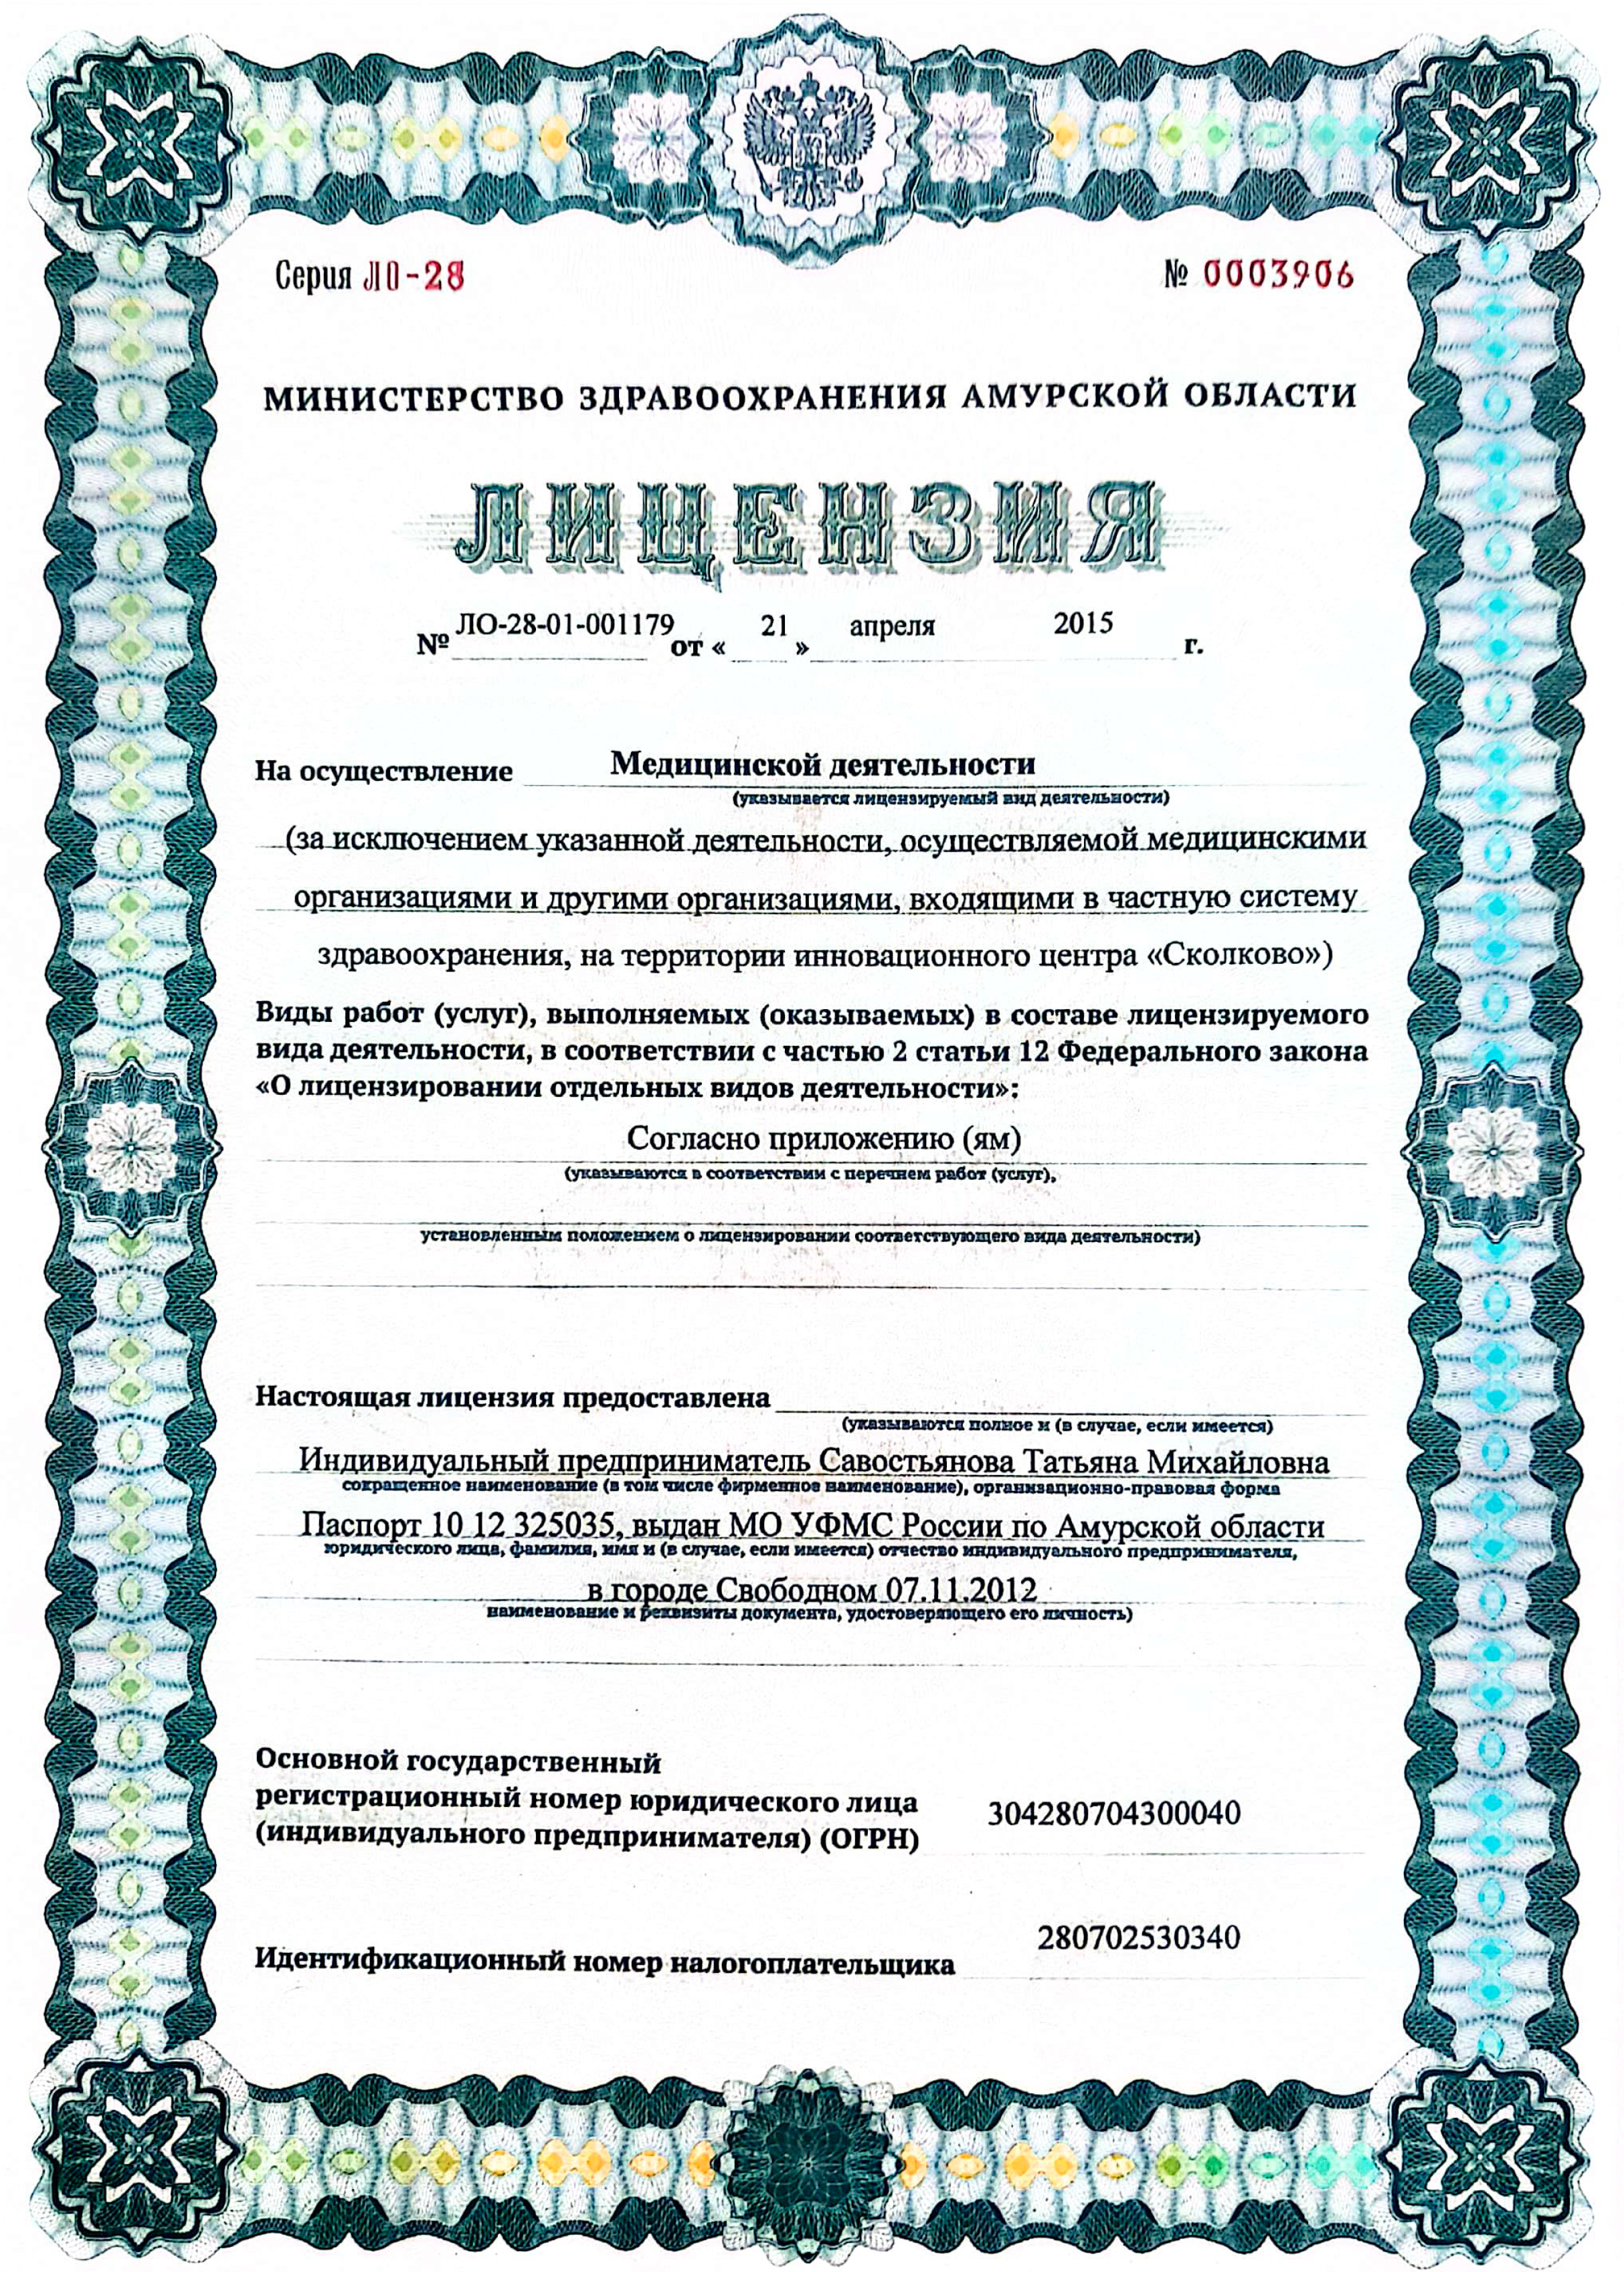 Серия ЛО-28 № 0003906
МИНИСТЕРСТВО ЗДРАВООХРАНЕНИЯ АМУРСКОЙ ОБЛАСТИ
ЛИЦЕНЗИЯ
№ ЛО-28-01-001179 от « 21 » апреля 2015 г.
На осуществление Медицинской деятельности
(указывается лицензируемый вид деятельности)
(за исключением указанной деятельности, осуществляемой медицинскими
организациями и другими организациями, входящими в частную систему
здравоохранения, на территории инновационного центра «Сколково»)
Виды работ (услуг), выполняемых (оказываемых) в составе лицензируемого
вида деятельности, в соответствии с частью 2 статьи 12 Федерального закона
«О лицензировании отдельных видов деятельности»:
Согласно приложению (ям)
(указываются в соответствии с перечнем работ (услуг),
установленным положением о лицензировании соответствующего вида деятельности)
Настоящая лицензия предоставлена
(указываются полное и (в случае, если имеется)
Индивидуальный предприниматель Савостьянова Татьяна Михайловна
сокращенное наименование (в том числе фирменное наименование), организационно-правовая форма
Паспорт 10 12 325035, выдан МО УФМС России по Амурской области
юридического лица, фамилия, имя и (в случае, если имеется) отчество индивидуального предпринимателя,
в городе Свободном 07.11.2012
наименование и реквизиты документа, удостоверяющего его личность)
Основной государственный
регистрационный номер юридического лица
(индивидуального предпринимателя) (ОГРН) 304280704300040
Идентификационный номер налогоплательщика 280702530340